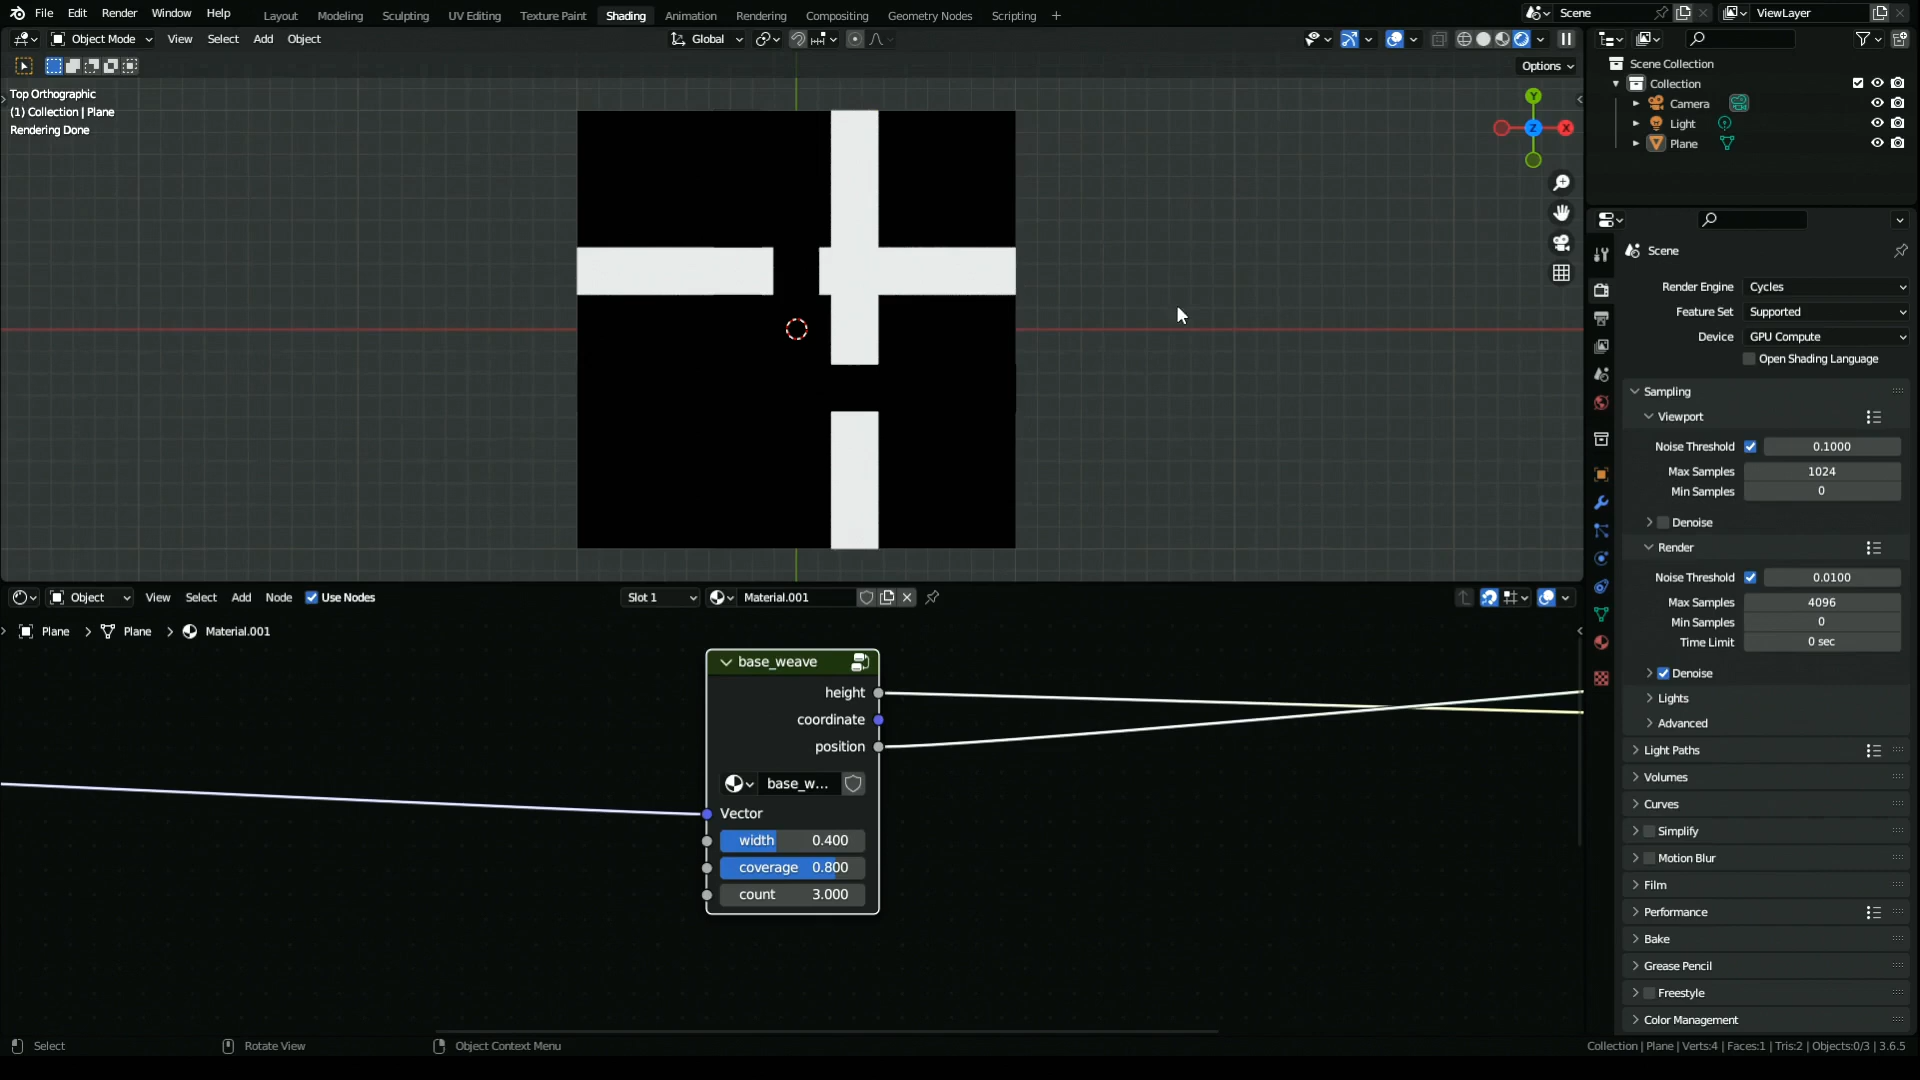 File Edit Render Window Help Layout Modeling Sculpting UV Editing Texture Paint Shading Animation Rendering Compositing Geometry Nodes Scripting + Scene ViewLayer
Object Mode View Select Add Object Global
Options
Top Orthographic
(1) Collection | Plane
Rendering Done
Y
X
Z
Scene Collection
Collection
Camera
Light
Plane
Scene
Render Engine Cycles
Feature Set Supported
Device GPU Compute
Open Shading Language
Sampling
Viewport
Noise Threshold 0.1000
Max Samples 1024
Min Samples 0
Denoise
Render
Noise Threshold 0.0100
Max Samples 4096
Min Samples 0
Time Limit 0 sec
Denoise
Lights
Advanced
Light Paths
Volumes
Curves
Simplify
Motion Blur
Film
Performance
Bake
Grease Pencil
Freestyle
Color Management
Object View Select Add Node Use Nodes Slot 1 Material.001
Plane > Plane > Material.001
base_weave
height
coordinate
position
base_w...
Vector
width 0.400
coverage 0.800
count 3.000
Select Rotate View Object Context Menu
Collection | Plane | Verts:4 | Faces:1 | Tris:2 | Objects:0/3 | 3.6.5